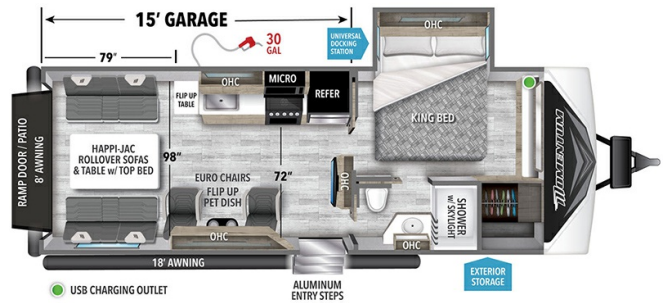 15' GARAGE
79"
30
GAL
UNIVERSAL
DOCKING
STATION
OHC
FLIP UP
TABLE
OHC
MICRO
REFER
KING BED
RAMP DOOR / PATIO
8' AWNING
HAPPI-JAC
ROLLOVER SOFAS
& TABLE w/ TOP BED
98"
EURO CHAIRS
FLIP UP
PET DISH
72"
OHC
OHC
OHC
SHOWER
w/ SKYLIGHT
MOMENTUM
18' AWNING
ALUMINUM
ENTRY STEPS
EXTERIOR
STORAGE
USB CHARGING OUTLET